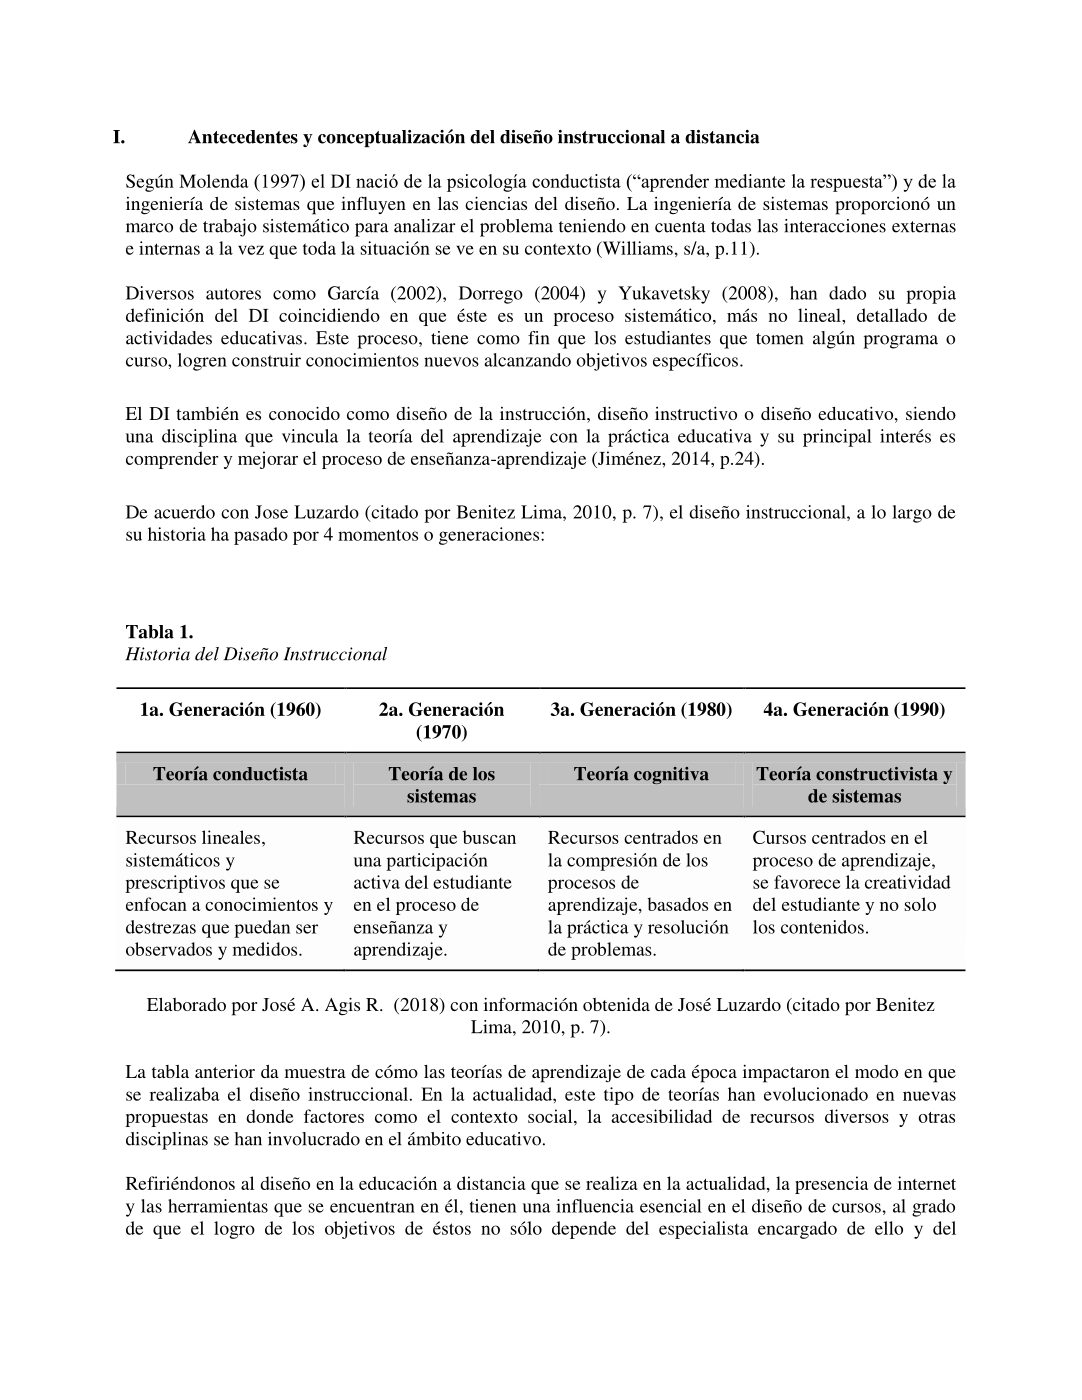 I. Antecedentes y conceptualización del diseño instruccional a distancia
Según Molenda (1997) el DI nació de la psicología conductista (“aprender mediante la respuesta”) y de la
ingeniería de sistemas que influyen en las ciencias del diseño. La ingeniería de sistemas proporcionó un
marco de trabajo sistemático para analizar el problema teniendo en cuenta todas las interacciones externas
e internas a la vez que toda la situación se ve en su contexto (Williams, s/a, p.11).
Diversos autores como García (2002), Dorrego (2004) y Yukavetsky (2008), han dado su propia
definición del DI coincidiendo en que éste es un proceso sistemático, más no lineal, detallado de
actividades educativas. Este proceso, tiene como fin que los estudiantes que tomen algún programa o
curso, logren construir conocimientos nuevos alcanzando objetivos específicos.
El DI también es conocido como diseño de la instrucción, diseño instructivo o diseño educativo, siendo
una disciplina que vincula la teoría del aprendizaje con la práctica educativa y su principal interés es
comprender y mejorar el proceso de enseñanza-aprendizaje (Jiménez, 2014, p.24).
De acuerdo con Jose Luzardo (citado por Benitez Lima, 2010, p. 7), el diseño instruccional, a lo largo de
su historia ha pasado por 4 momentos o generaciones:
Tabla 1.
Historia del Diseño Instruccional
1a. Generación (1960)
2a. Generación
(1970)
3a. Generación (1980)
4a. Generación (1990)
Teoría conductista
Teoría de los
sistemas
Teoría cognitiva
Teoría constructivista y
de sistemas
Recursos lineales,
sistemáticos y
prescriptivos que se
enfocan a conocimientos y
destrezas que puedan ser
observados y medidos.
Recursos que buscan
una participación
activa del estudiante
en el proceso de
enseñanza y
aprendizaje.
Recursos centrados en
la compresión de los
procesos de
aprendizaje, basados en
la práctica y resolución
de problemas.
Cursos centrados en el
proceso de aprendizaje,
se favorece la creatividad
del estudiante y no solo
los contenidos.
Elaborado por José A. Agis R. (2018) con información obtenida de José Luzardo (citado por Benitez
Lima, 2010, p. 7).
La tabla anterior da muestra de cómo las teorías de aprendizaje de cada época impactaron el modo en que
se realizaba el diseño instruccional. En la actualidad, este tipo de teorías han evolucionado en nuevas
propuestas en donde factores como el contexto social, la accesibilidad de recursos diversos y otras
disciplinas se han involucrado en el ámbito educativo.
Refiriéndonos al diseño en la educación a distancia que se realiza en la actualidad, la presencia de internet
y las herramientas que se encuentran en él, tienen una influencia esencial en el diseño de cursos, al grado
de que el logro de los objetivos de éstos no sólo depende del especialista encargado de ello y del